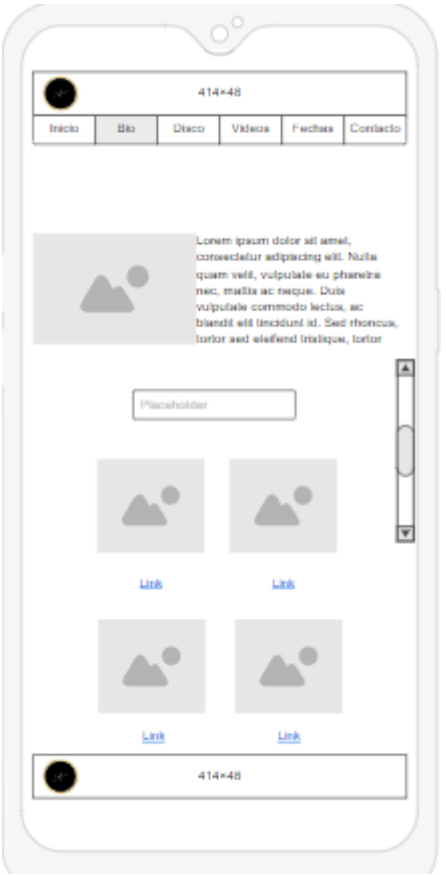 414×48
Inicio Bio Disco Videos Fechas Contacto
Lorem ipsum dolor sit amet,
consectetur adipiscing elit. Nulla
quam velit, vulputate eu pharetra
nec, mattis ac neque. Duis
vulputate commodo lectus, ac
blandit elit tincidunt id. Sed rhoncus,
tortor sed eleifend tristique, tortor
Placeholder
Link Link
Link Link
414×48